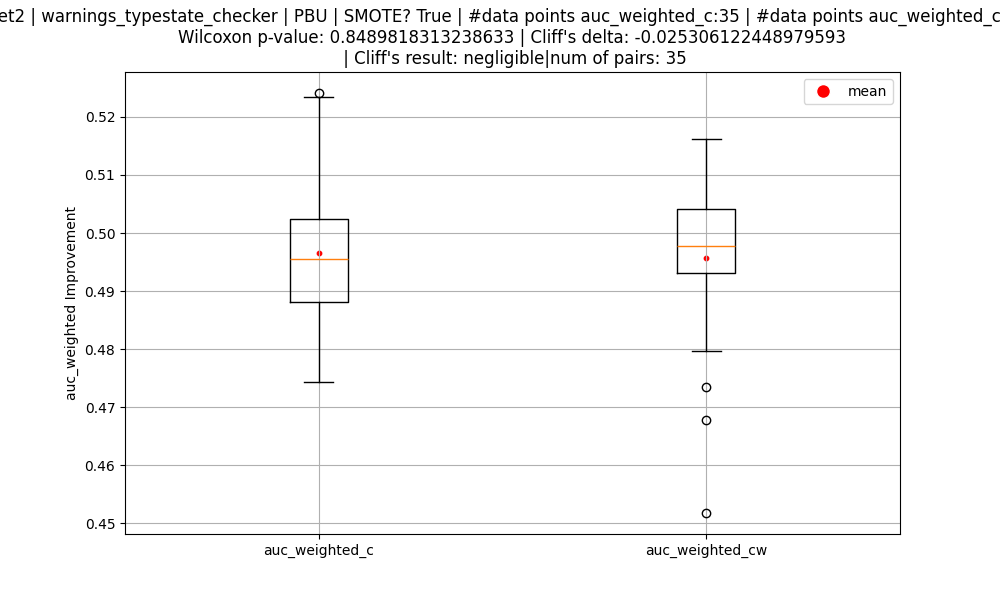 et2 | warnings_typestate_checker | PBU | SMOTE? True | #data points auc_weighted_c:35 | #data points auc_weighted_c
Wilcoxon p-value: 0.8489818313238633 | Cliff's delta: -0.025306122448979593
| Cliff's result: negligible|num of pairs: 35
mean
0.52
0.51
0.50
0.49
0.48
0.47
0.46
0.45
auc_weighted Improvement
auc_weighted_c
auc_weighted_cw